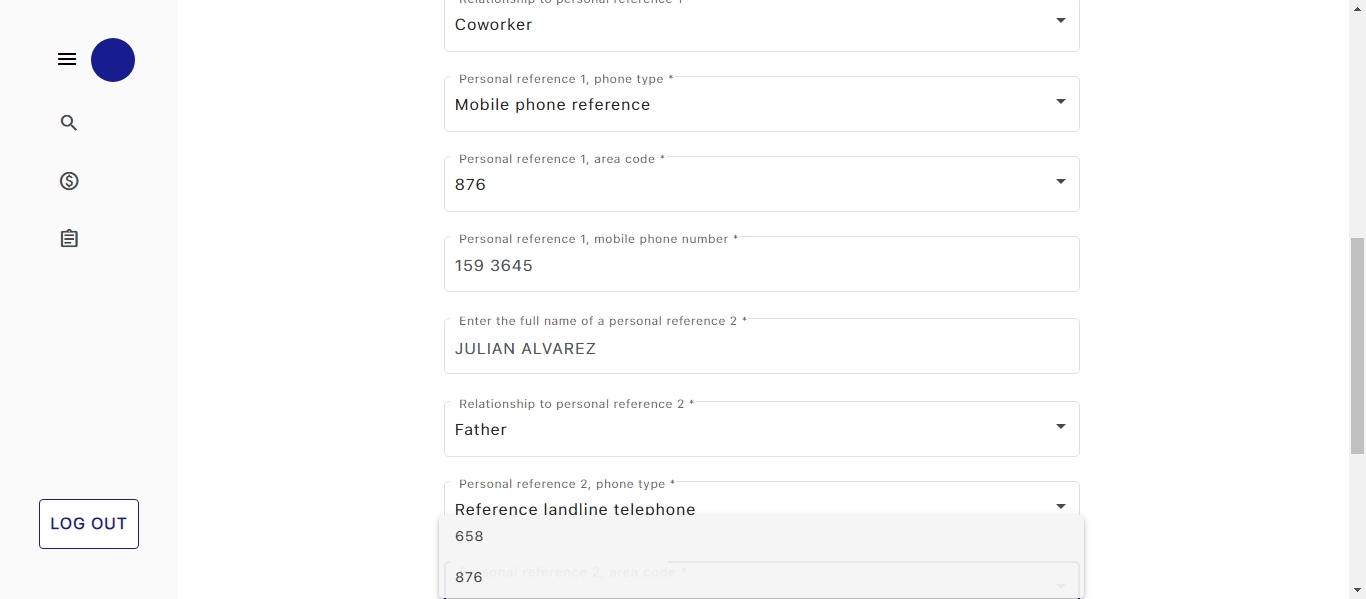 Relationship to personal reference 1
Coworker
Personal reference 1, phone type *
Mobile phone reference
Personal reference 1, area code *
876
Personal reference 1, mobile phone number *
159 3645
Enter the full name of a personal reference 2 *
JULIAN ALVAREZ
Relationship to personal reference 2 *
Father
Personal reference 2, phone type *
Reference landline telephone
658
Personal reference 2, area code *
876
LOG OUT